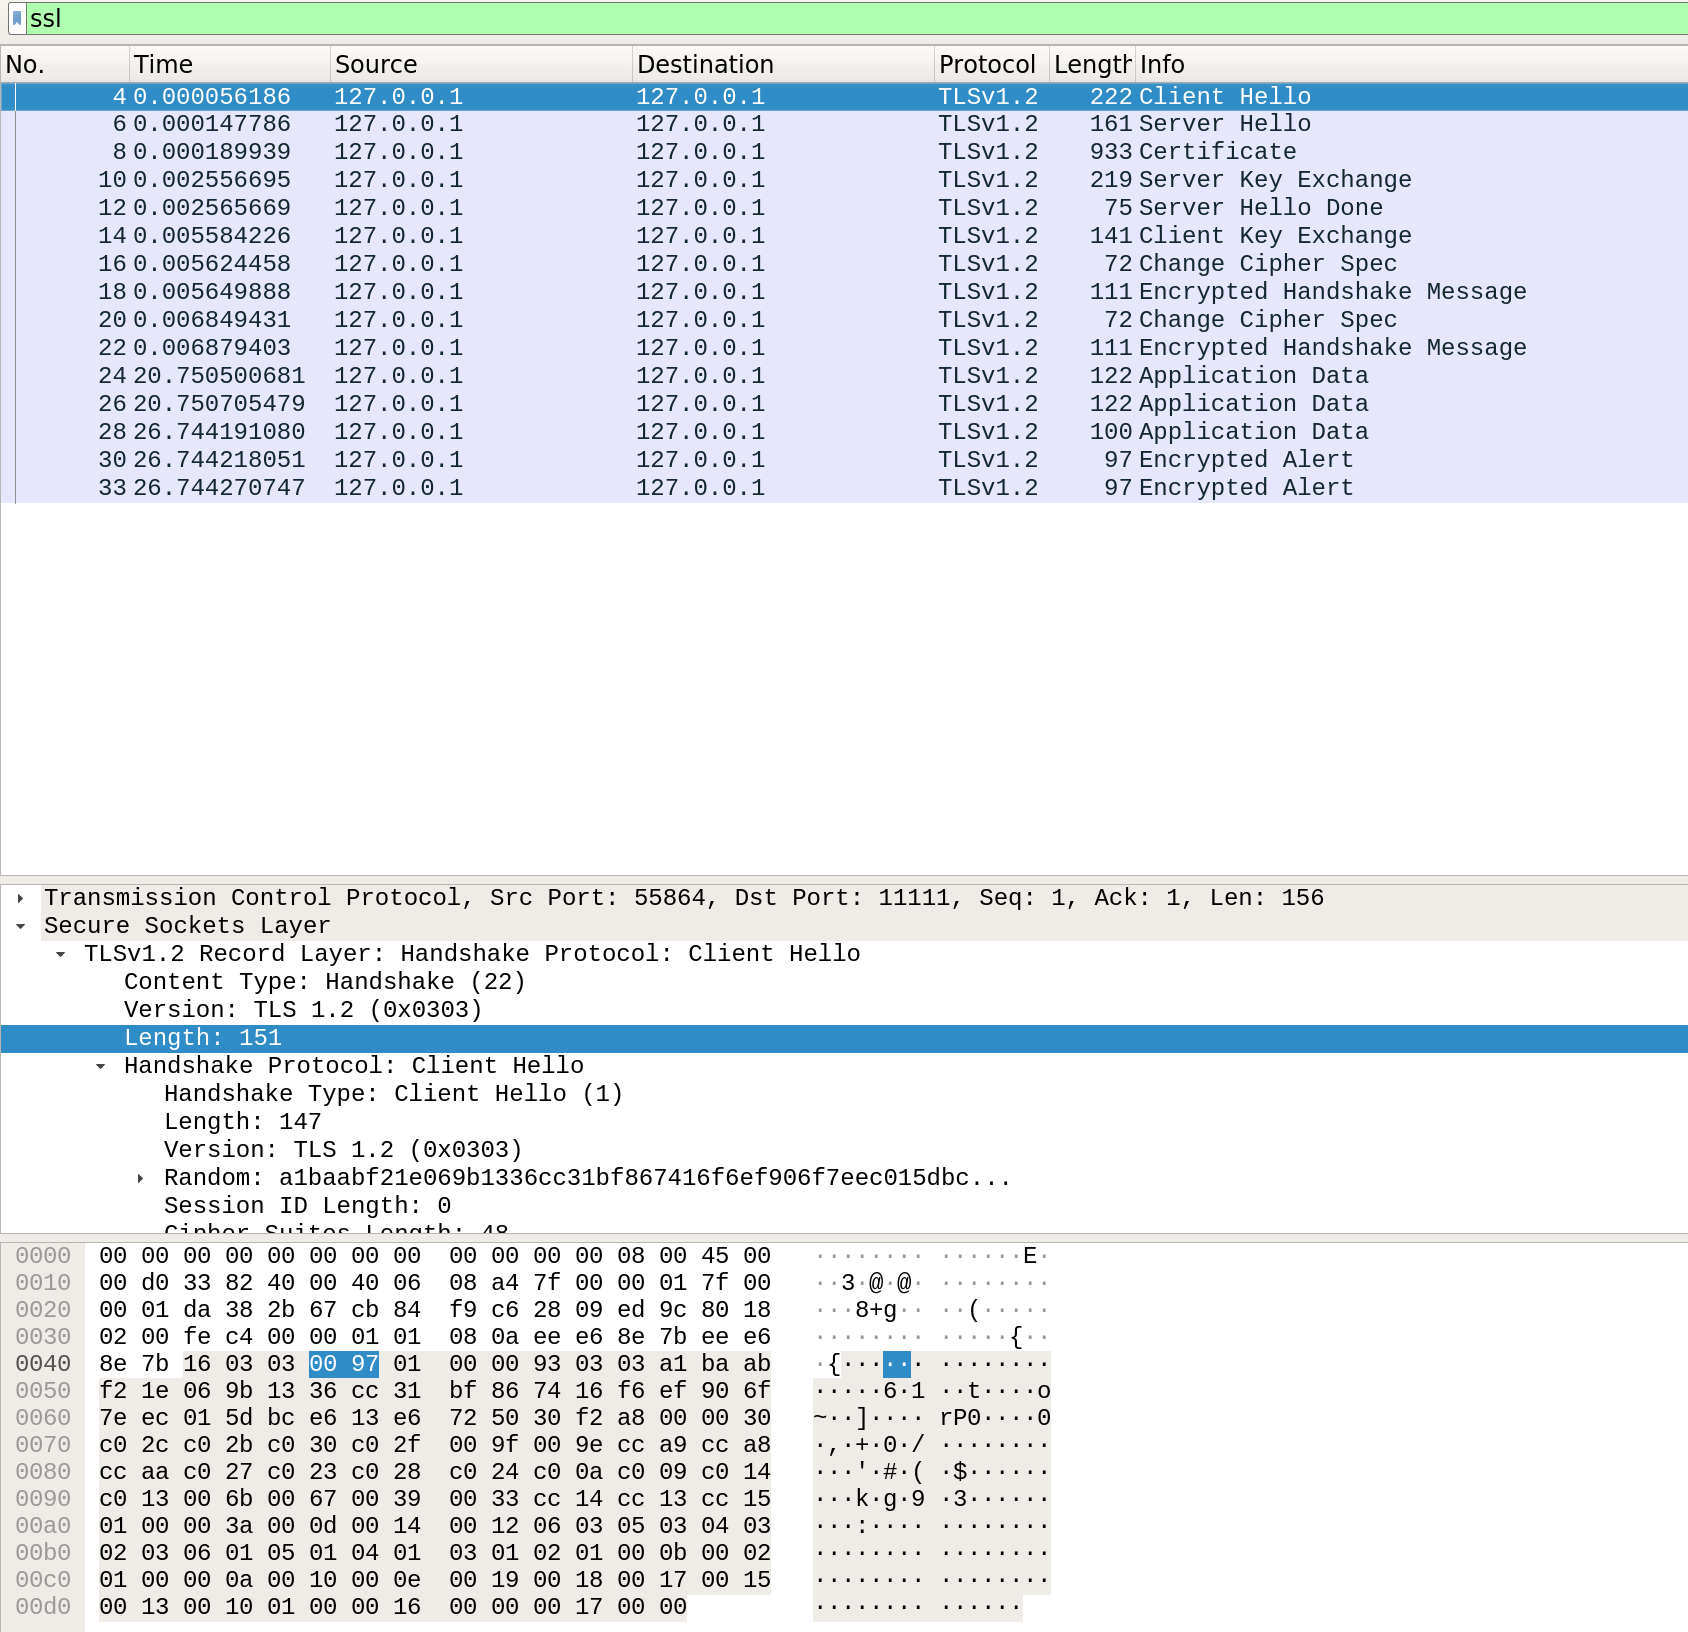 ssl
No. Time Source Destination Protocol Length Info
4 0.000056186 127.0.0.1 127.0.0.1 TLSv1.2 222 Client Hello
6 0.000147786 127.0.0.1 127.0.0.1 TLSv1.2 161 Server Hello
8 0.000189939 127.0.0.1 127.0.0.1 TLSv1.2 933 Certificate
10 0.002556695 127.0.0.1 127.0.0.1 TLSv1.2 219 Server Key Exchange
12 0.002565669 127.0.0.1 127.0.0.1 TLSv1.2 75 Server Hello Done
14 0.005584226 127.0.0.1 127.0.0.1 TLSv1.2 141 Client Key Exchange
16 0.005624458 127.0.0.1 127.0.0.1 TLSv1.2 72 Change Cipher Spec
18 0.005649888 127.0.0.1 127.0.0.1 TLSv1.2 111 Encrypted Handshake Message
20 0.006849431 127.0.0.1 127.0.0.1 TLSv1.2 72 Change Cipher Spec
22 0.006879403 127.0.0.1 127.0.0.1 TLSv1.2 111 Encrypted Handshake Message
24 20.750500681 127.0.0.1 127.0.0.1 TLSv1.2 122 Application Data
26 20.750705479 127.0.0.1 127.0.0.1 TLSv1.2 122 Application Data
28 26.744191080 127.0.0.1 127.0.0.1 TLSv1.2 100 Application Data
30 26.744218051 127.0.0.1 127.0.0.1 TLSv1.2 97 Encrypted Alert
33 26.744270747 127.0.0.1 127.0.0.1 TLSv1.2 97 Encrypted Alert
Transmission Control Protocol, Src Port: 55864, Dst Port: 11111, Seq: 1, Ack: 1, Len: 156
Secure Sockets Layer
TLSv1.2 Record Layer: Handshake Protocol: Client Hello
Content Type: Handshake (22)
Version: TLS 1.2 (0x0303)
Length: 151
Handshake Protocol: Client Hello
Handshake Type: Client Hello (1)
Length: 147
Version: TLS 1.2 (0x0303)
Random: a1baabf21e069b1336cc31bf867416f6ef906f7eec015dbc...
Session ID Length: 0
Cipher Suites Length: 48
0000 00 00 00 00 00 00 00 00 00 00 00 00 08 00 45 00 ········ ······E·
0010 00 d0 33 82 40 00 40 06 08 a4 7f 00 00 01 7f 00 ··3·@·@· ········
0020 00 01 da 38 2b 67 cb 84 f9 c6 28 09 ed 9c 80 18 ···8+g·· ··(·····
0030 02 00 fe c4 00 00 01 01 08 0a ee e6 8e 7b ee e6 ········ ·····{··
0040 8e 7b 16 03 03 00 97 01 00 00 93 03 03 a1 ba ab ·{······ ········
0050 f2 1e 06 9b 13 36 cc 31 bf 86 74 16 f6 ef 90 6f ·····6·1 ··t····o
0060 7e ec 01 5d bc e6 13 e6 72 50 30 f2 a8 00 00 30 ~··]···· rP0····0
0070 c0 2c c0 2b c0 30 c0 2f 00 9f 00 9e cc a9 cc a8 ·,·+·0·/ ········
0080 cc aa c0 27 c0 23 c0 28 c0 24 c0 0a c0 09 c0 14 ···'·#·( ·$······
0090 c0 13 00 6b 00 67 00 39 00 33 cc 14 cc 13 cc 15 ···k·g·9 ·3······
00a0 01 00 00 3a 00 0d 00 14 00 12 06 03 05 03 04 03 ···:···· ········
00b0 02 03 06 01 05 01 04 01 03 01 02 01 00 0b 00 02 ········ ········
00c0 01 00 00 0a 00 10 00 0e 00 19 00 18 00 17 00 15 ········ ········
00d0 00 13 00 10 01 00 00 16 00 00 00 17 00 00 ········ ······